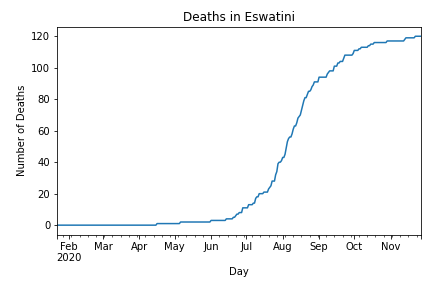 Deaths in Eswatini
Number of Deaths
120
100
80
60
40
20
0
Feb Mar Apr May Jun Jul Aug Sep Oct Nov
2020
Day